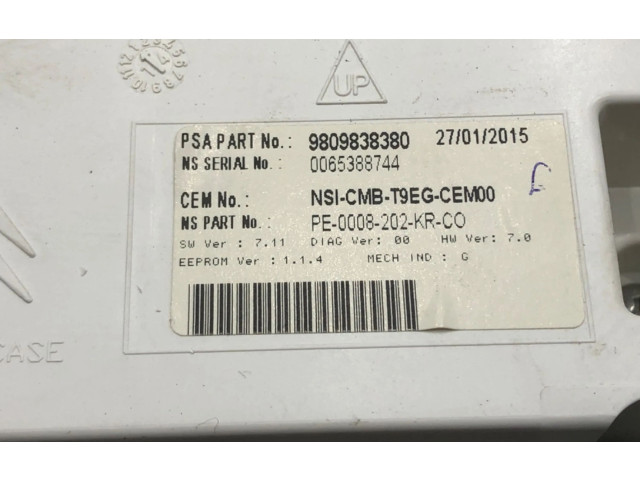 UP
PSA PART No.: 9809838380 27/01/2015
NS SERIAL No.: 0065388744
CEM No.: NSI-CMB-T9EG-CEM00
NS PART No.: PE-0008-202-KR-CO
SW Ver : 7.11 DIAG Ver: 00 HW Ver: 7.0
EEPROM Ver : 1.1.4 MECH IND : G
CASE